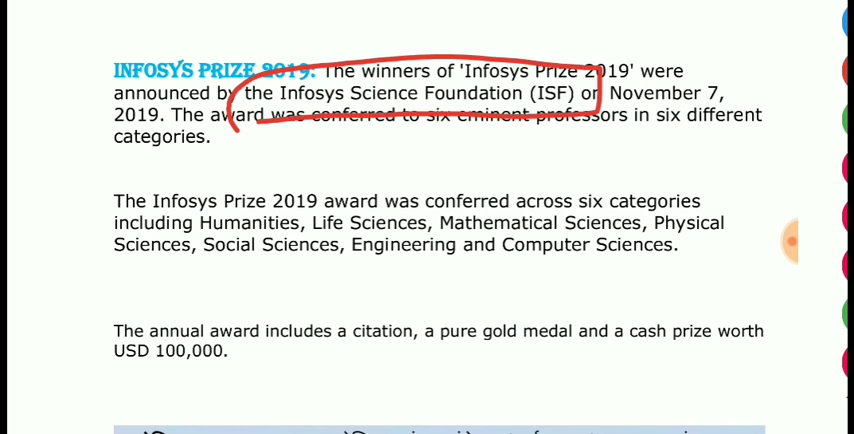 INFOSYS PRIZE 2019: The winners of 'Infosys Prize 2019' were
announced by the Infosys Science Foundation (ISF) on November 7,
2019. The award was conferred to six eminent professors in six different
categories.
The Infosys Prize 2019 award was conferred across six categories
including Humanities, Life Sciences, Mathematical Sciences, Physical
Sciences, Social Sciences, Engineering and Computer Sciences.
The annual award includes a citation, a pure gold medal and a cash prize worth
USD 100,000.